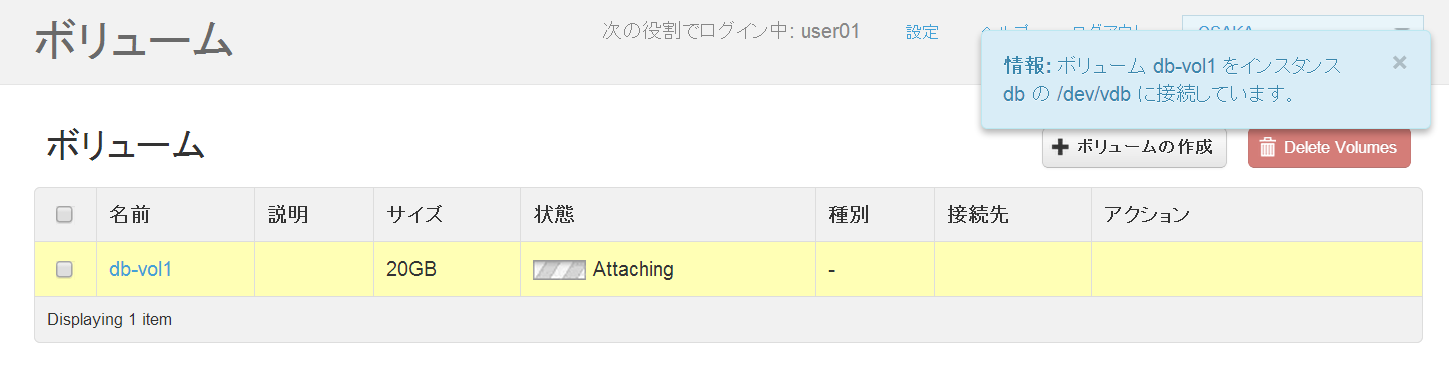 ボリューム
次の役割でログイン中: user01 設定
情報: ボリューム db-vol1 をインスタンス
db の /dev/vdb に接続しています。
×
ボリューム
ボリュームの作成 Delete Volumes
名前 説明 サイズ 状態 種別 接続先 アクション
db-vol1 20GB Attaching -
Displaying 1 item